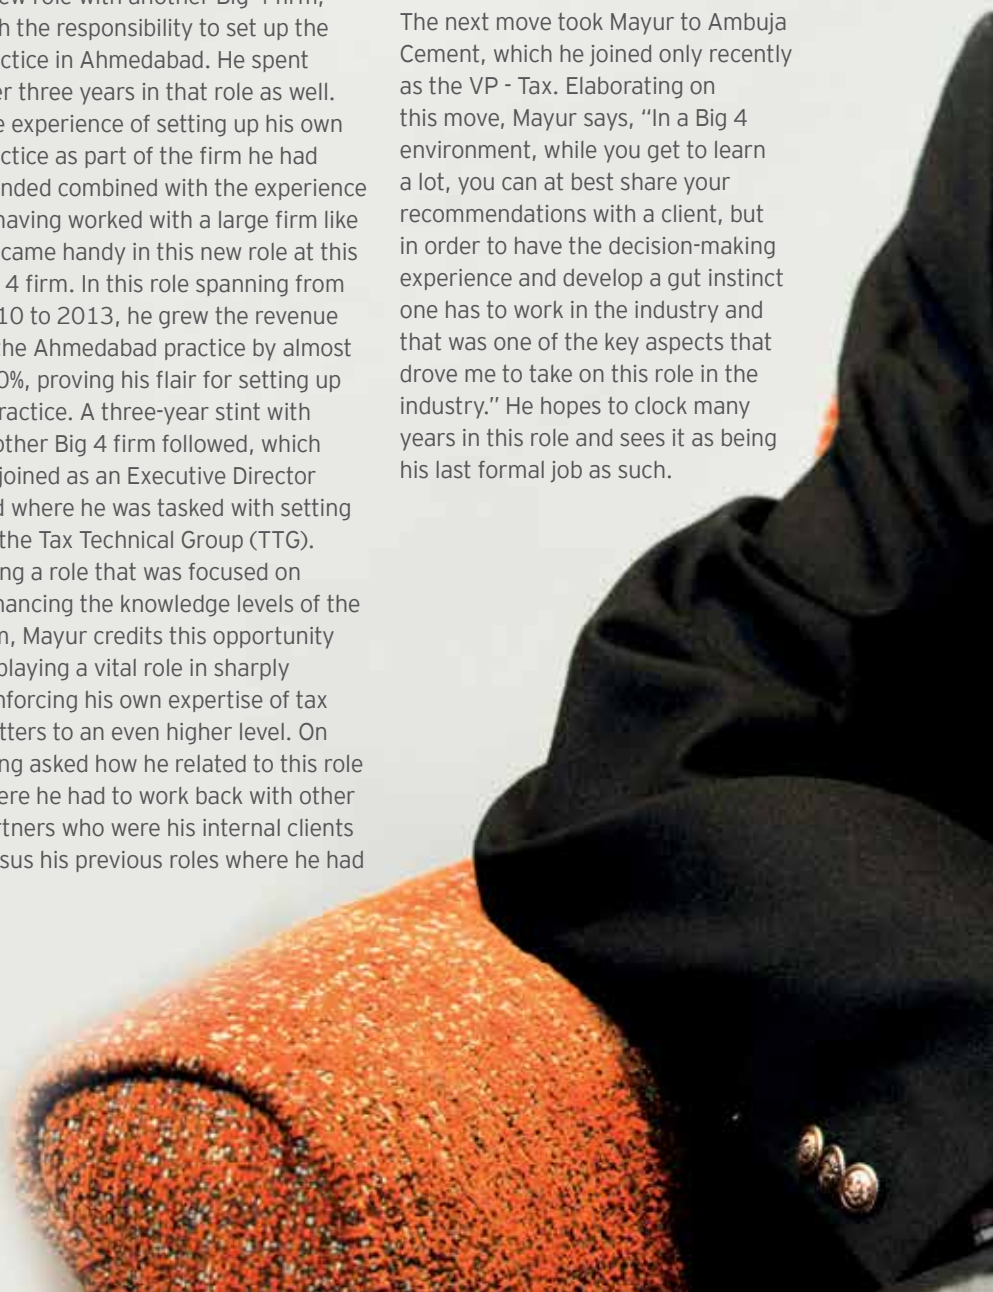 ew role with another Big 4 firm,
h the responsibility to set up the
ctice in Ahmedabad. He spent
er three years in that role as well.
e experience of setting up his own
ctice as part of the firm he had
nded combined with the experience
having worked with a large firm like
came handy in this new role at this
4 firm. In this role spanning from
10 to 2013, he grew the revenue
the Ahmedabad practice by almost
0%, proving his flair for setting up
ractice. A three-year stint with
other Big 4 firm followed, which
joined as an Executive Director
d where he was tasked with setting
the Tax Technical Group (TTG).
ng a role that was focused on
hancing the knowledge levels of the
m, Mayur credits this opportunity
playing a vital role in sharply
nforcing his own expertise of tax
tters to an even higher level. On
ng asked how he related to this role
ere he had to work back with other
rtners who were his internal clients
sus his previous roles where he had
The next move took Mayur to Ambuja
Cement, which he joined only recently
as the VP - Tax. Elaborating on
this move, Mayur says, “In a Big 4
environment, while you get to learn
a lot, you can at best share your
recommendations with a client, but
in order to have the decision-making
experience and develop a gut instinct
one has to work in the industry and
that was one of the key aspects that
drove me to take on this role in the
industry.” He hopes to clock many
years in this role and sees it as being
his last formal job as such.